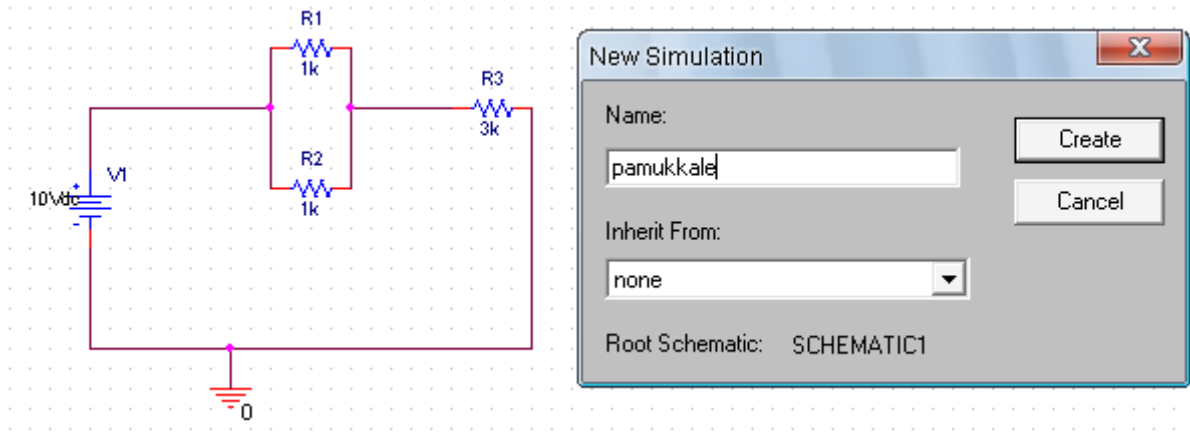 R1
1k
R3
3k
R2
1k
V1
10Vdc
0
New Simulation
Name:
pamukkale
Create
Cancel
Inherit From:
none
Root Schematic: SCHEMATIC1